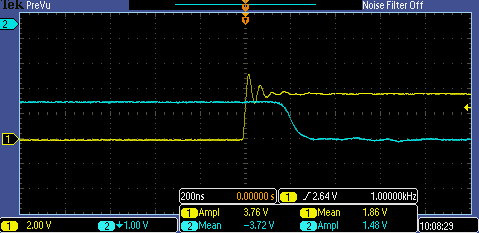 Tek PreVu Noise Filter Off
2
1
200ns 0.00000 s 1 2.64 V 1.00000kHz
1 Ampl 3.76 V 1 Mean 1.86 V
2 Mean -3.72 V 2 Ampl 1.48 V
1 2.00 V 2 1.00 V 10:08:29